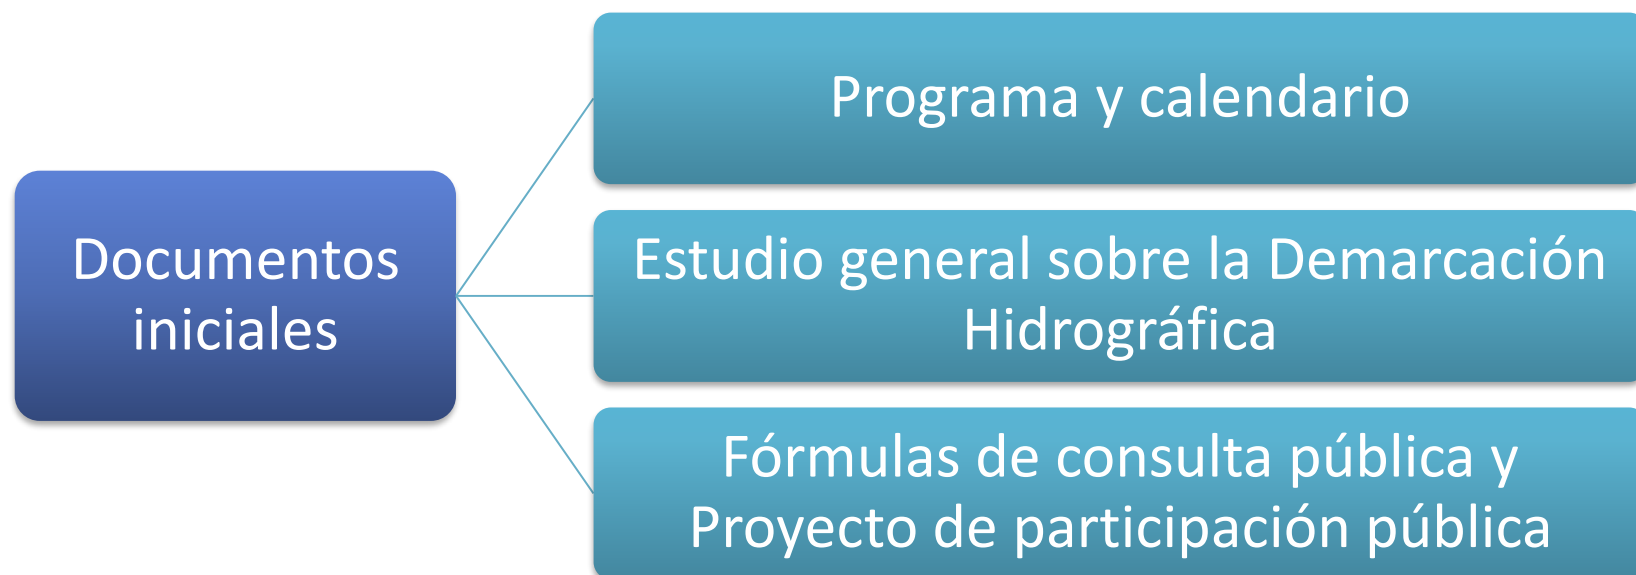 Programa y calendario
Documentos
iniciales
Estudio general sobre la Demarcación
Hidrográfica
Fórmulas de consulta pública y
Proyecto de participación pública